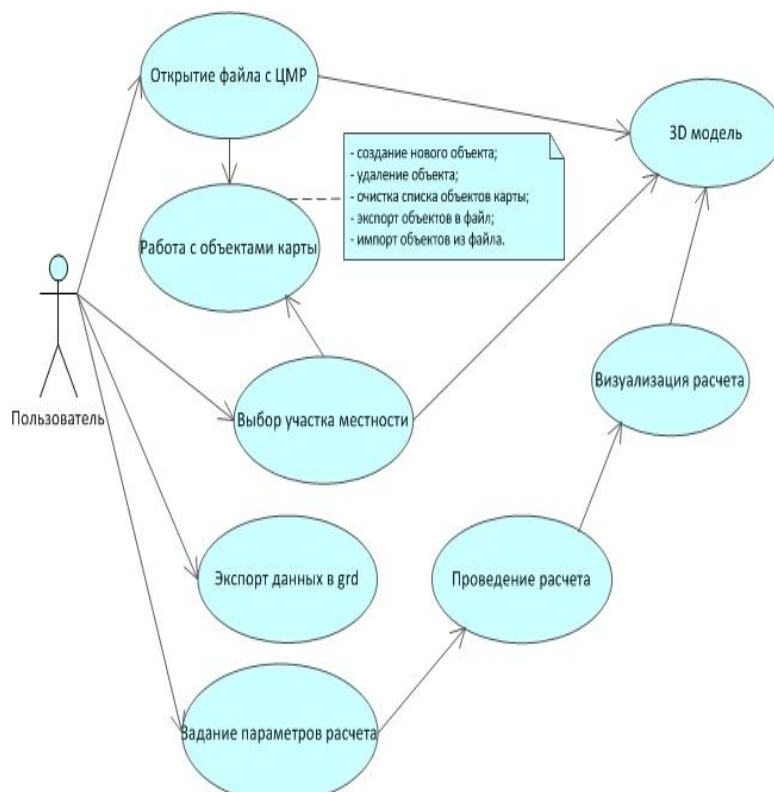 Открытие файла с ЦМР
3D модель
- создание нового объекта;
- удаление объекта;
- очистка списка объектов карты;
- экспорт объектов в файл;
- импорт объектов из файла.
Работа с объектами карты
Пользователь
Выбор участка местности
Визуализация расчета
Экспорт данных в grd
Проведение расчета
Задание параметров расчета